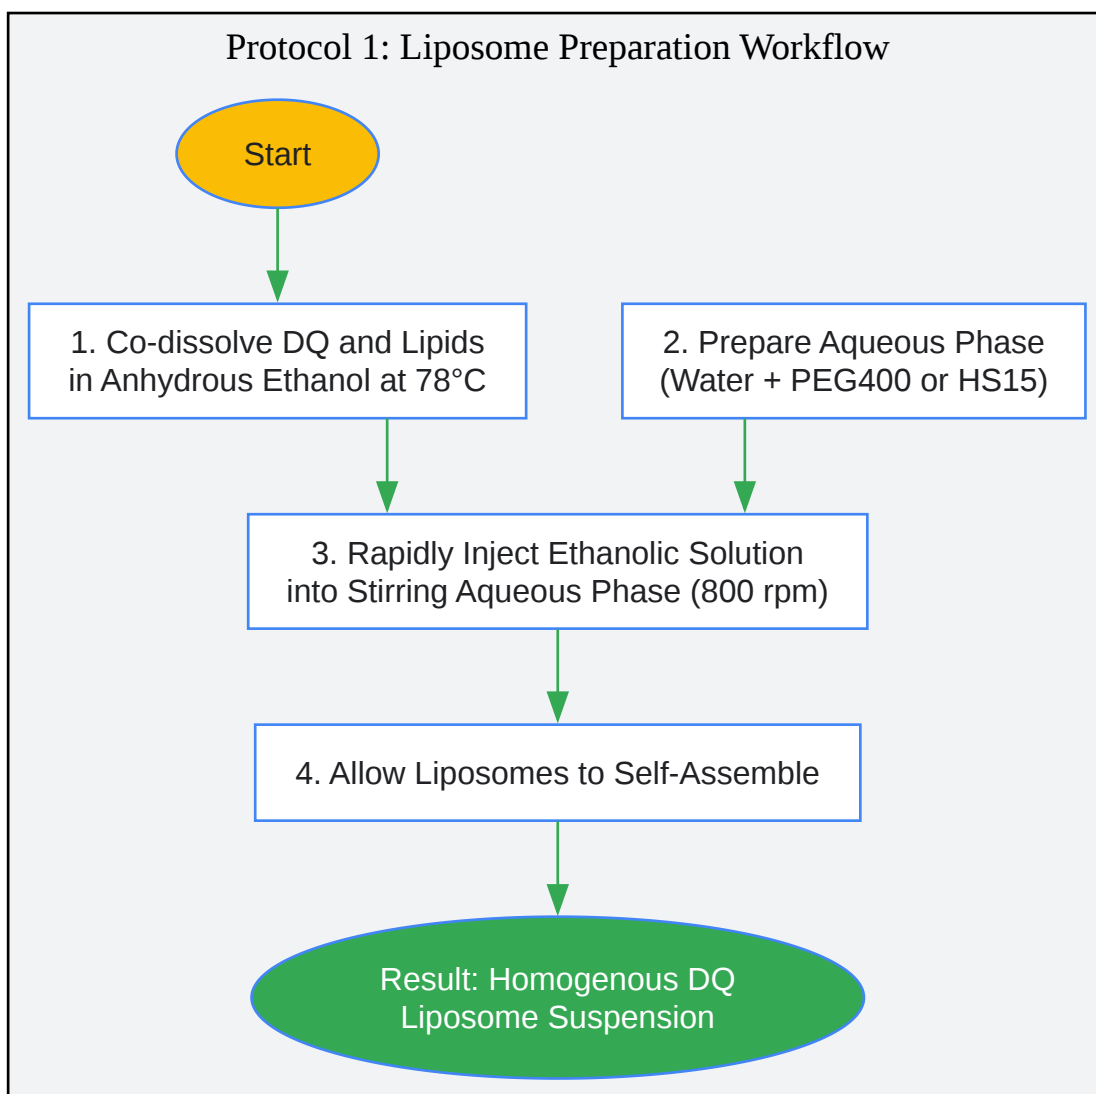 Protocol 1: Liposome Preparation Workflow
Start
1. Co-dissolve DQ and Lipids
in Anhydrous Ethanol at 78°C
2. Prepare Aqueous Phase
(Water + PEG400 or HS15)
3. Rapidly Inject Ethanolic Solution
into Stirring Aqueous Phase (800 rpm)
4. Allow Liposomes to Self-Assemble
Result: Homogenous DQ
Liposome Suspension